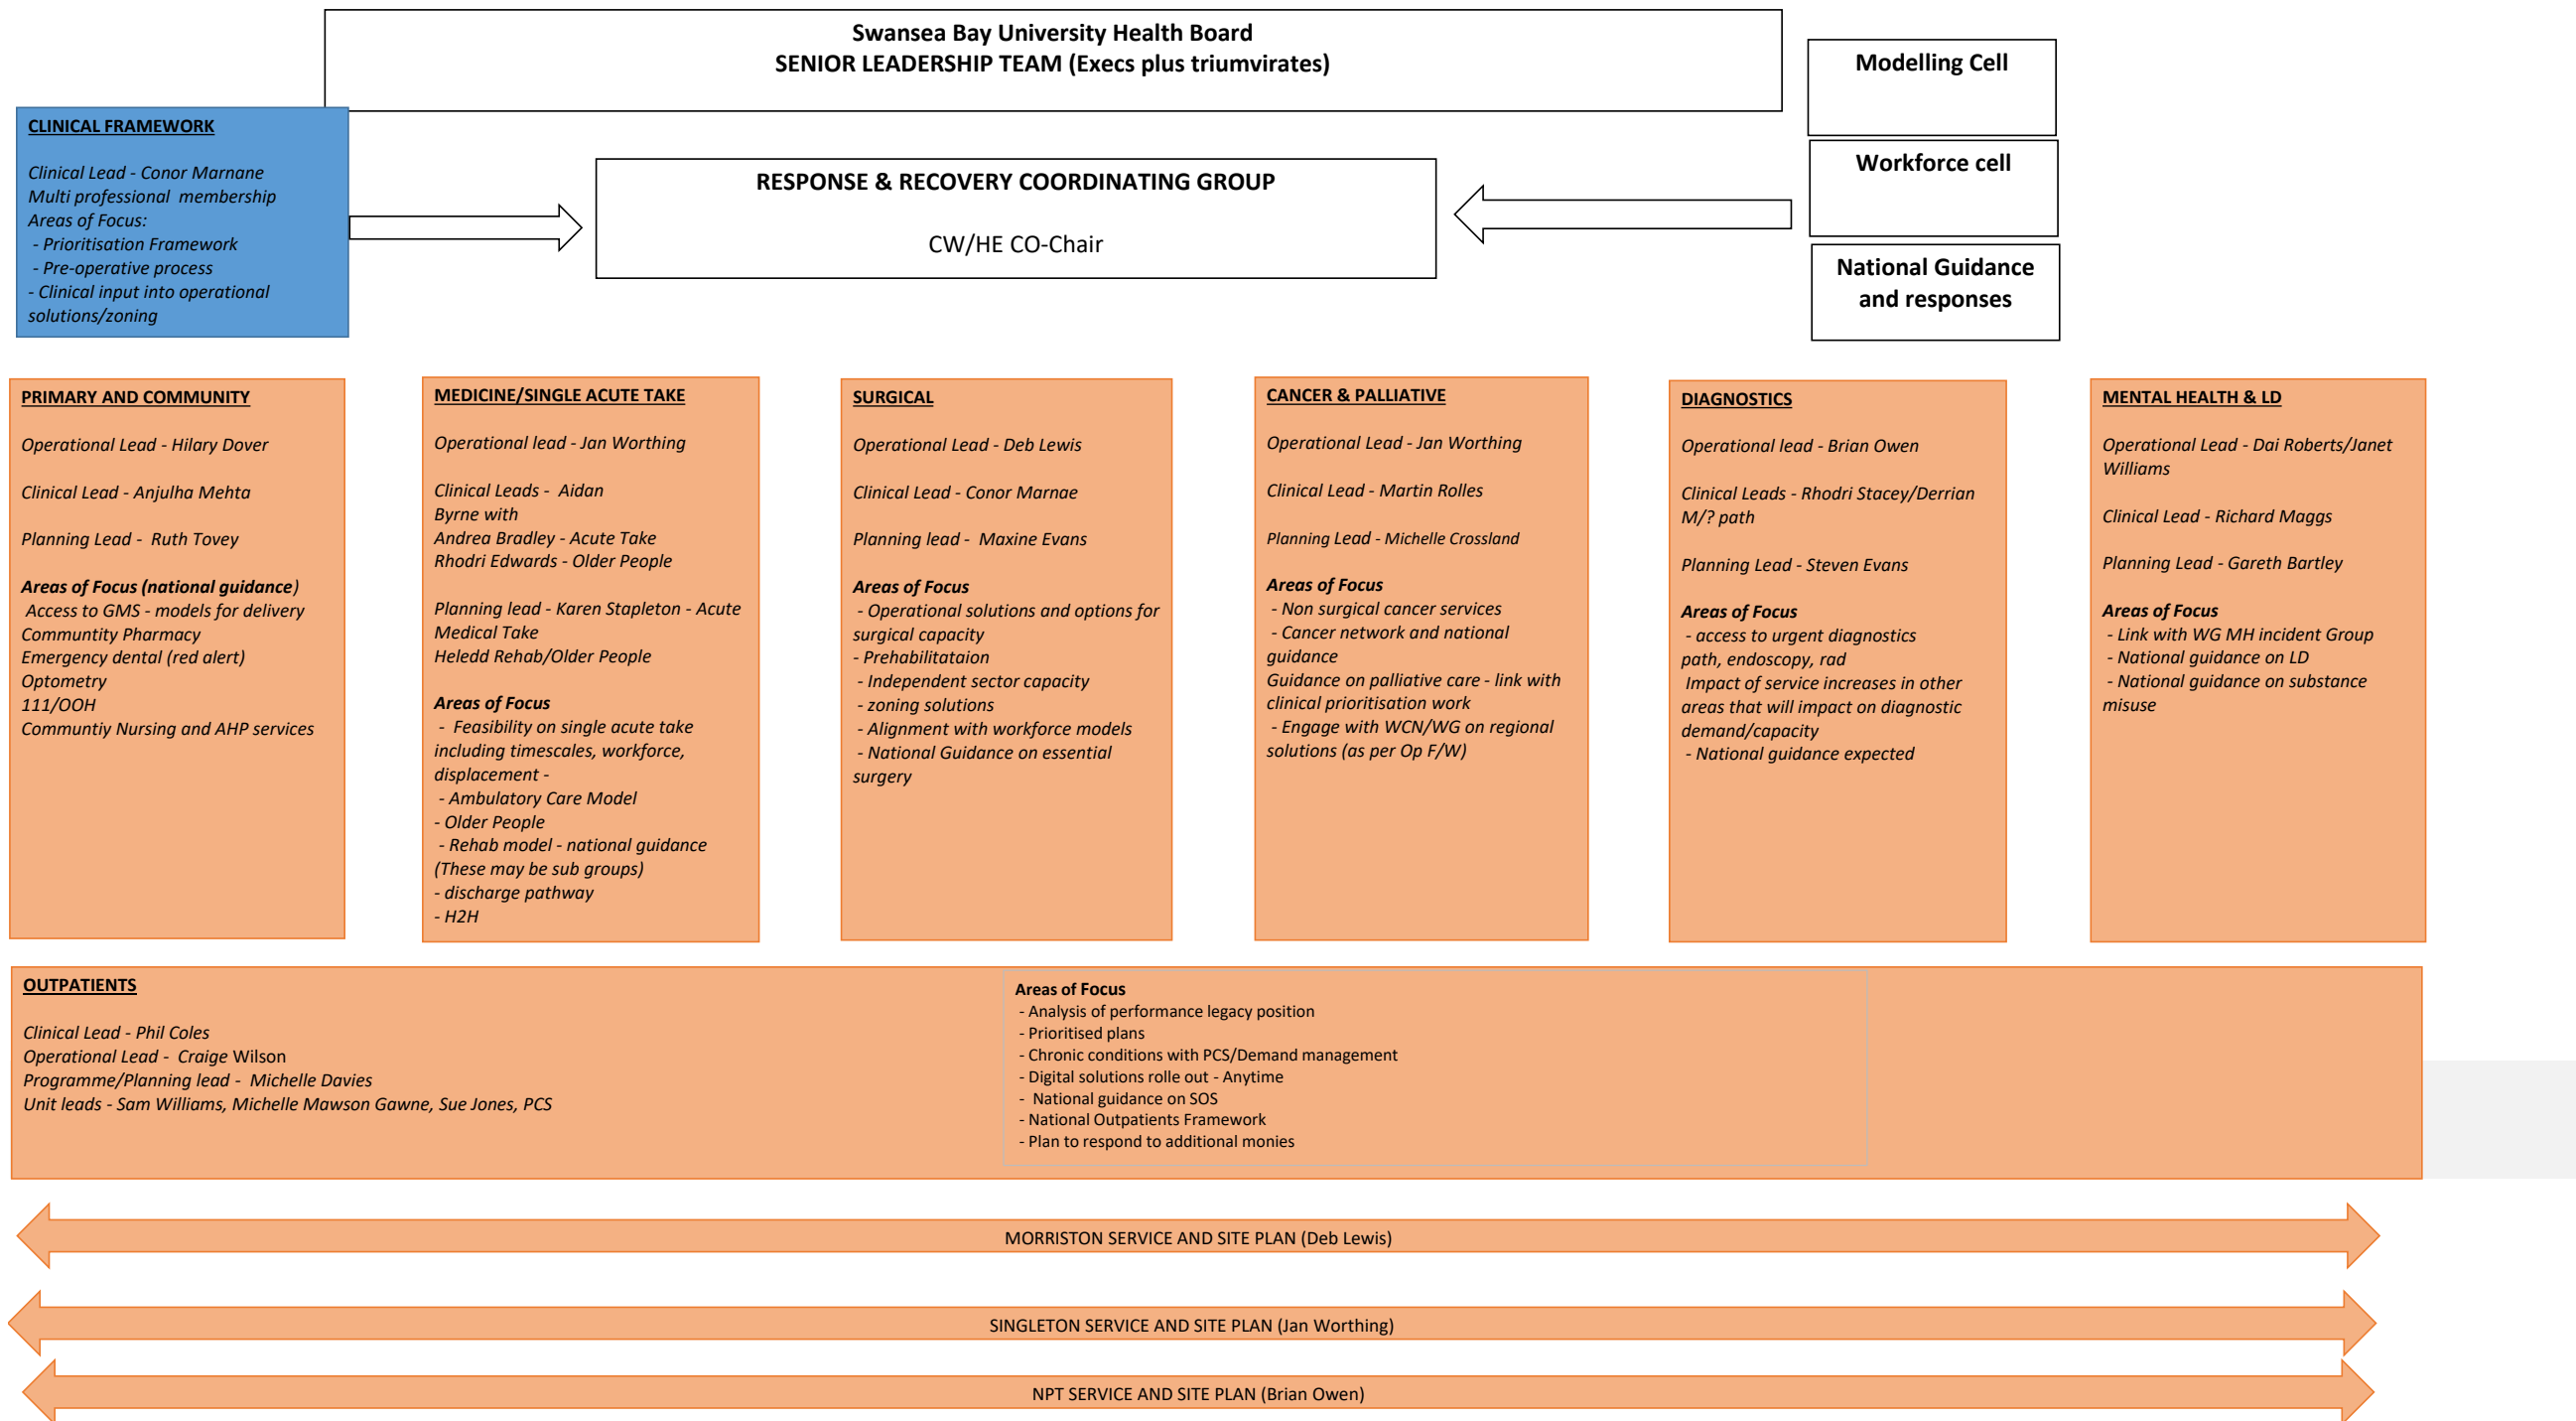 Swansea Bay University Health Board
SENIOR LEADERSHIP TEAM (Execs plus triumvirates)
Modelling Cell
CLINICAL FRAMEWORK
Clinical Lead - Conor Marnane
Multi professional  membership
Areas of Focus:
- Prioritisation Framework
- Pre-operative process
- Clinical input into operational
solutions/zoning
RESPONSE & RECOVERY COORDINATING GROUP
CW/HE CO-Chair
Workforce cell
National Guidance
and responses
PRIMARY AND COMMUNITY
Operational Lead - Hilary Dover
Clinical Lead - Anjulha Mehta
Planning Lead -  Ruth Tovey
Areas of Focus (national guidance)
Access to GMS - models for delivery
Communtity Pharmacy
Emergency dental (red alert)
Optometry
111/OOH
Communtiy Nursing and AHP services
MEDICINE/SINGLE ACUTE TAKE
Operational lead - Jan Worthing
Clinical Leads -  Aidan
Byrne with
Andrea Bradley - Acute Take
Rhodri Edwards - Older People
Planning lead - Karen Stapleton - Acute
Medical Take
Heledd Rehab/Older People
Areas of Focus
-  Feasibility on single acute take
including timescales, workforce,
displacement -
- Ambulatory Care Model
- Older People
- Rehab model - national guidance
(These may be sub groups)
- discharge pathway
- H2H
SURGICAL
Operational Lead - Deb Lewis
Clinical Lead - Conor Marnae
Planning lead -  Maxine Evans
Areas of Focus
- Operational solutions and options for
surgical capacity
- Prehabilitataion
- Independent sector capacity
- zoning solutions
- Alignment with workforce models
- National Guidance on essential
surgery
CANCER & PALLIATIVE
Operational Lead - Jan Worthing
Clinical Lead - Martin Rolles
Planning Lead - Michelle Crossland
Areas of Focus
- Non surgical cancer services
- Cancer network and national
guidance
Guidance on palliative care - link with
clinical prioritisation work
- Engage with WCN/WG on regional
solutions (as per Op F/W)
DIAGNOSTICS
Operational lead - Brian Owen
Clinical Leads - Rhodri Stacey/Derrian
M/? path
Planning Lead - Steven Evans
Areas of Focus
- access to urgent diagnostics
path, endoscopy, rad
Impact of service increases in other
areas that will impact on diagnostic
demand/capacity
- National guidance expected
MENTAL HEALTH & LD
Operational Lead - Dai Roberts/Janet
Williams
Clinical Lead - Richard Maggs
Planning Lead - Gareth Bartley
Areas of Focus
- Link with WG MH incident Group
- National guidance on LD
- National guidance on substance
misuse
OUTPATIENTS
Clinical Lead - Phil Coles
Operational Lead -  Craige Wilson
Programme/Planning lead -  Michelle Davies
Unit leads - Sam Williams, Michelle Mawson Gawne, Sue Jones, PCS
Areas of Focus
- Analysis of performance legacy position
- Prioritised plans
- Chronic conditions with PCS/Demand management
- Digital solutions rolle out - Anytime
-  National guidance on SOS
- National Outpatients Framework
- Plan to respond to additional monies
MORRISTON SERVICE AND SITE PLAN (Deb Lewis)
SINGLETON SERVICE AND SITE PLAN (Jan Worthing)
NPT SERVICE AND SITE PLAN (Brian Owen)